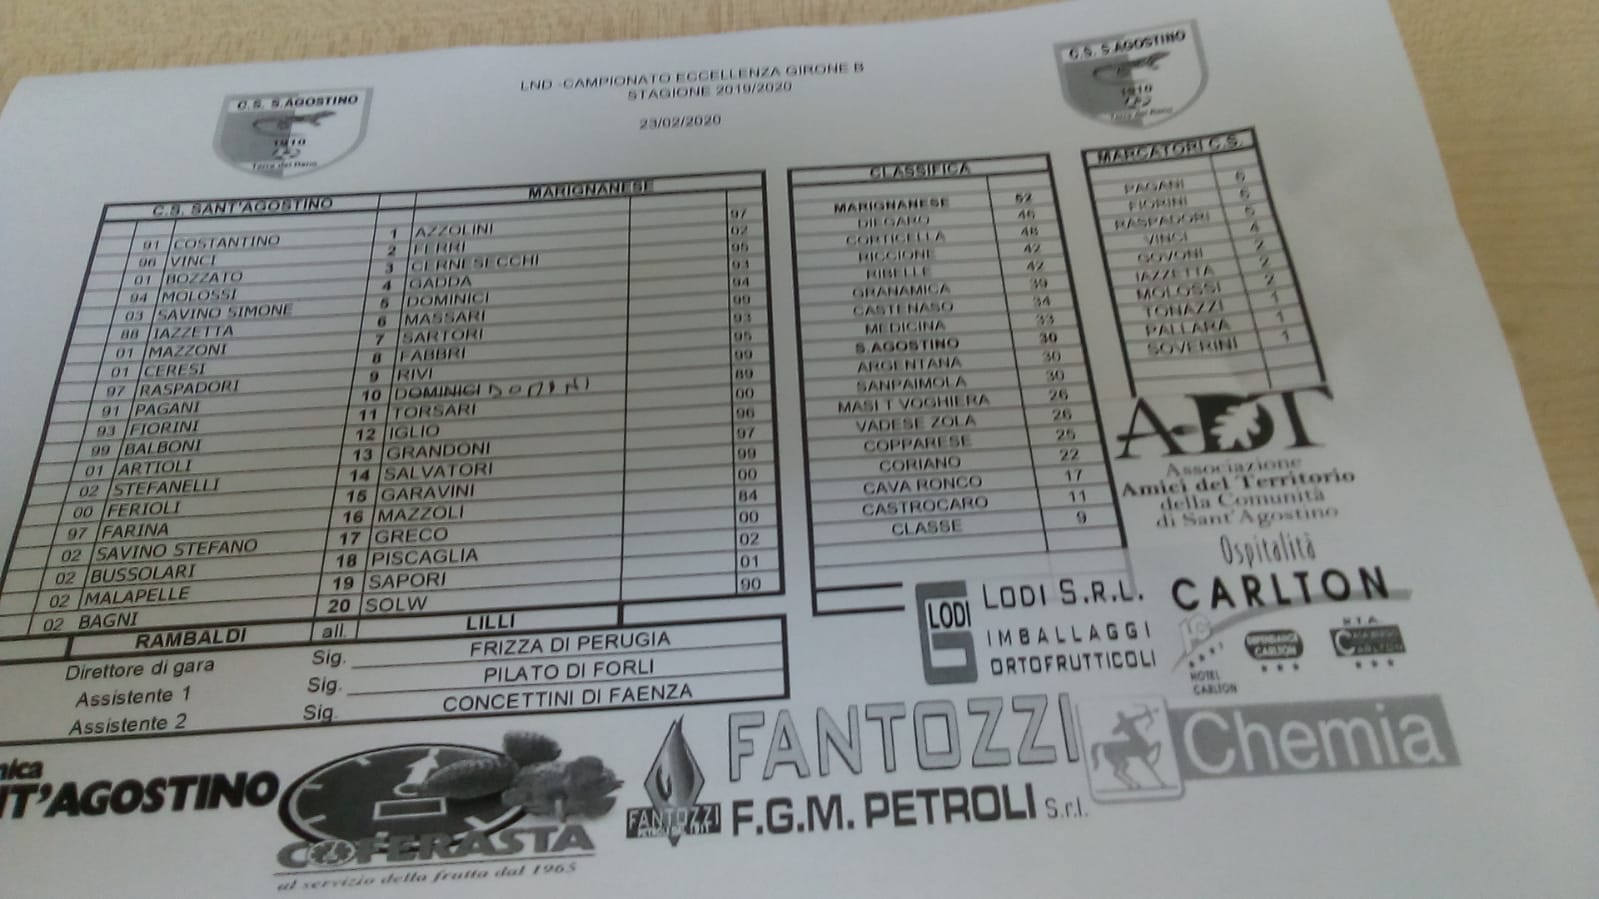 LND -CAMPIONATO ECCELLENZA GIRONE B
STAGIONE 2019/2020
23/02/2020
C.S. S.AGOSTINO
1910
Terre del Reno
C.S. S.AGOSTINO
1910
C.S. SANT'AGOSTINO MARIGNANESE
91 COSTANTINO 1 AZZOLINI 97
96 VINCI 2 FERRI 02
01 BOZZATO 3 CERNESECCHI 95
94 MOLOSSI 4 GADDA 93
03 SAVINO SIMONE 5 DOMINICI 94
88 IAZZETTA 6 MASSARI 99
01 MAZZONI 7 SARTORI 93
01 CERESI 8 FABBRI 95
97 RASPADORI 9 RIVI 99
91 PAGANI 10 DOMINICI 89
93 FIORINI 11 TORSARI 00
99 BALBONI 12 IGLIO 96
01 ARTIOLI 13 GRANDONI 97
02 STEFANELLI 14 SALVATORI 99
00 FERIOLI 15 GARAVINI 00
97 FARINA 16 MAZZOLI 84
02 SAVINO STEFANO 17 GRECO 00
02 BUSSOLARI 18 PISCAGLIA 02
02 MALAPELLE 19 SAPORI 01
02 BAGNI 20 SOLW 90
RAMBALDI all. LILLI
Direttore di gara Sig. FRIZZA DI PERUGIA
Assistente 1 Sig. PILATO DI FORLI
Assistente 2 Sig. CONCETTINI DI FAENZA
CLASSIFICA
MARIGNANESE 52
DIEGARO
CORTICELLA
RICCIONE 42
RIBELLE 42
GRANAMICA 39
CASTENASO 34
MEDICINA 33
S.AGOSTINO 30
ARGENTANA 30
SANPAIMOLA 30
MASI T VOGHIERA 26
VADESE ZOLA 26
COPPARESE 25
CORIANO 22
CAVA RONCO 17
CASTROCARO 11
CLASSE 9
MARCATORI C.S.
PAGANI
FIORINI
RASPADORI 5
VINCI 4
GOVONI 2
IAZZETTA 2
MOLOSSI 2
TONAZZI 1
PALLARA 1
SOVERINI 1
ADT
Associazione
Amici del Territorio
della Comunità
di Sant'Agostino
Ospitalità
CARLTON
HOTEL
CARLTON
DEPENDANCE
CARLTON
LODI
LODI S.R.L.
IMBALLAGGI
ORTOFRUTTICOLI
T'AGOSTINO
COFERASTA
al servizio della frutta dal 1965
FANTOZZI
FANTOZZI
F.G.M. PETROLI S.r.l.
Chemia